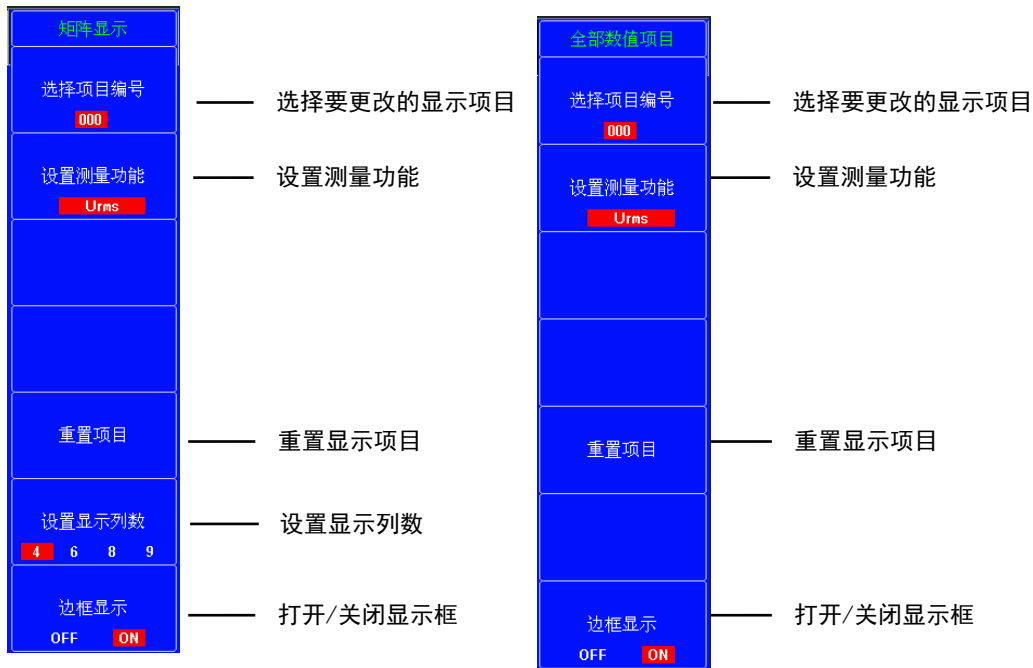 矩阵显示
选择项目编号
000
选择要更改的显示项目
设置测量功能
Urms
设置测量功能
重置项目
重置显示项目
设置显示列数
4 6 8 9
设置显示列数
边框显示
OFF ON
打开/关闭显示框
全部数值项目
选择项目编号
000
选择要更改的显示项目
设置测量功能
Urms
设置测量功能
重置项目
重置显示项目
边框显示
OFF ON
打开/关闭显示框